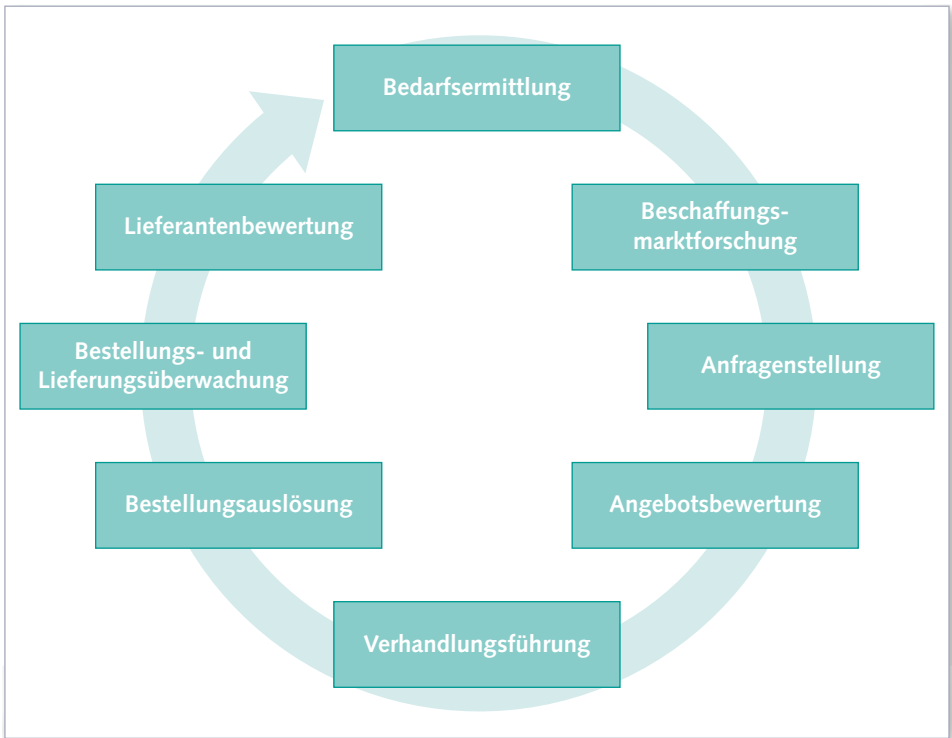 Bedarfsermittlung
Beschaffungs-
marktforschung
Anfragenstellung
Angebotsbewertung
Verhandlungsführung
Bestellungsauslösung
Bestellungs- und
Lieferungsüberwachung
Lieferantenbewertung